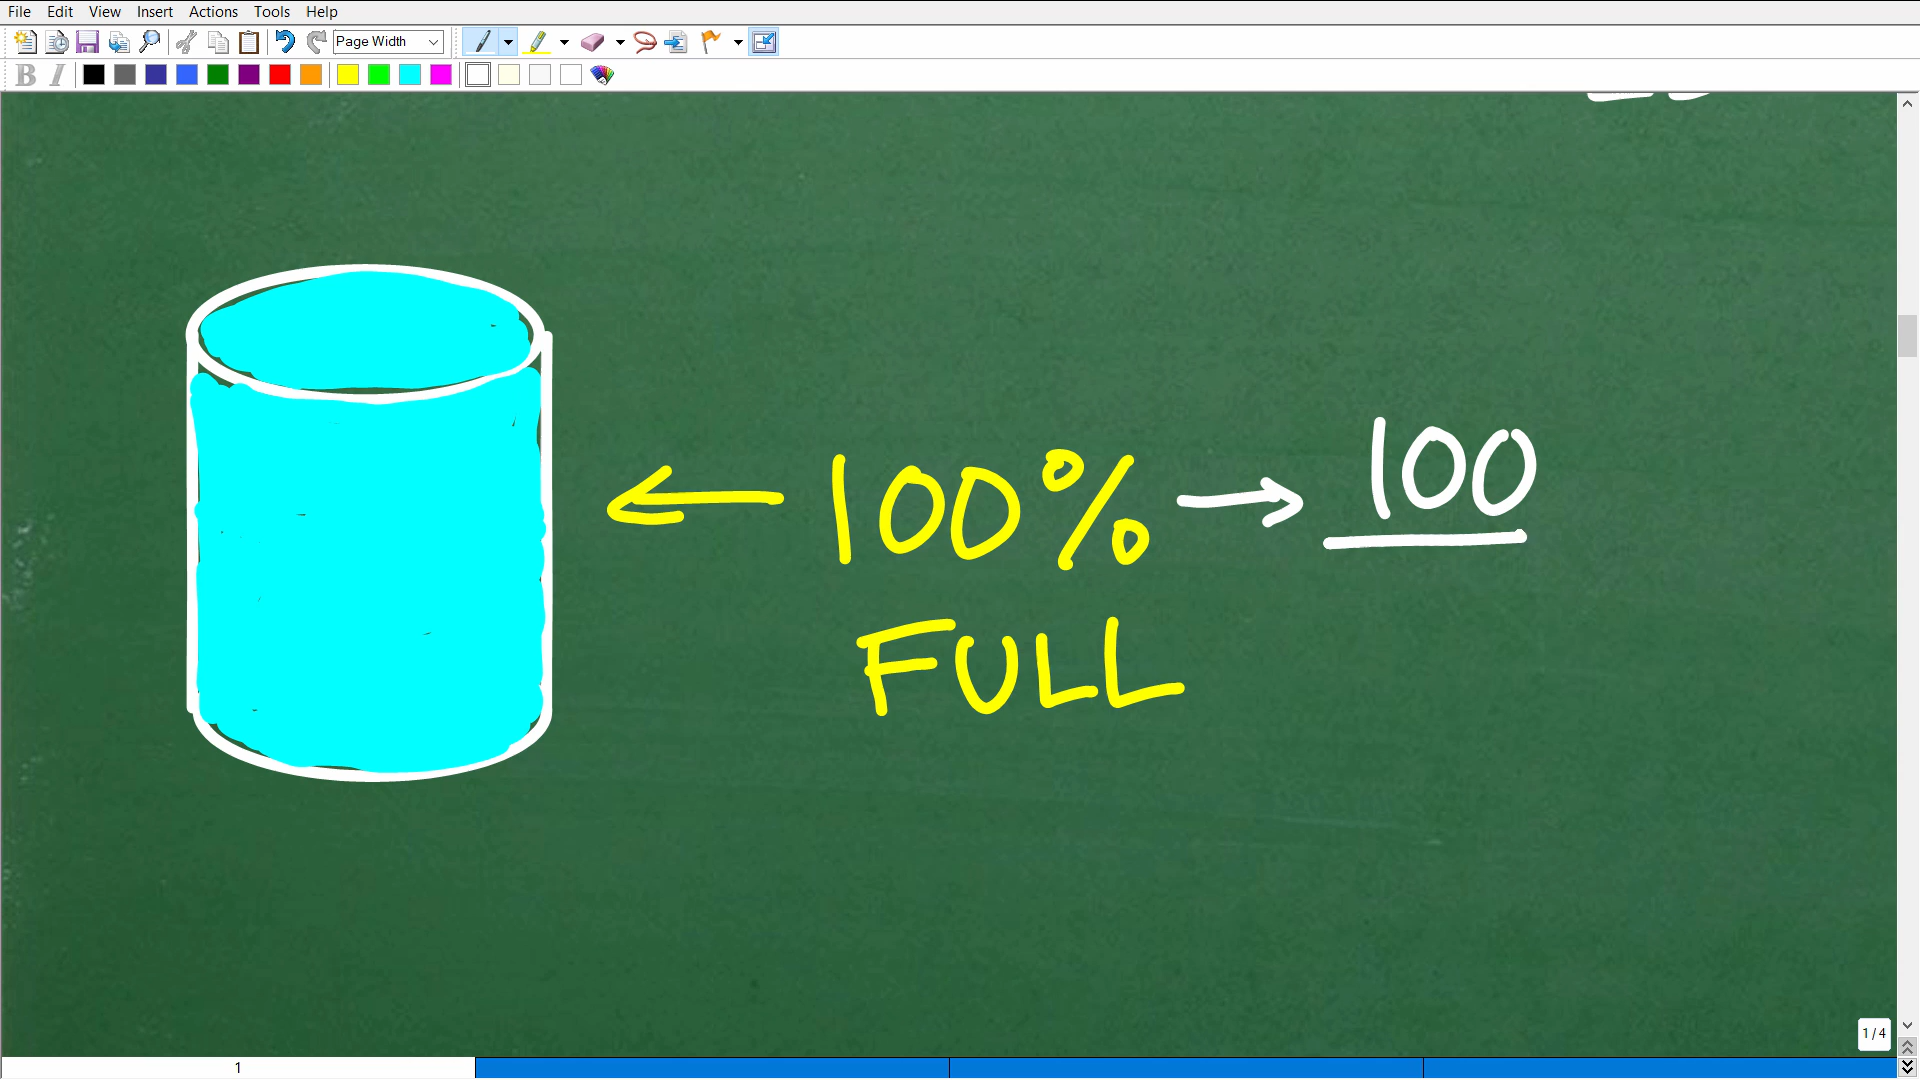 File Edit View Insert Actions Tools Help
Page Width
B I
100% → 100
FULL
1 / 4
1